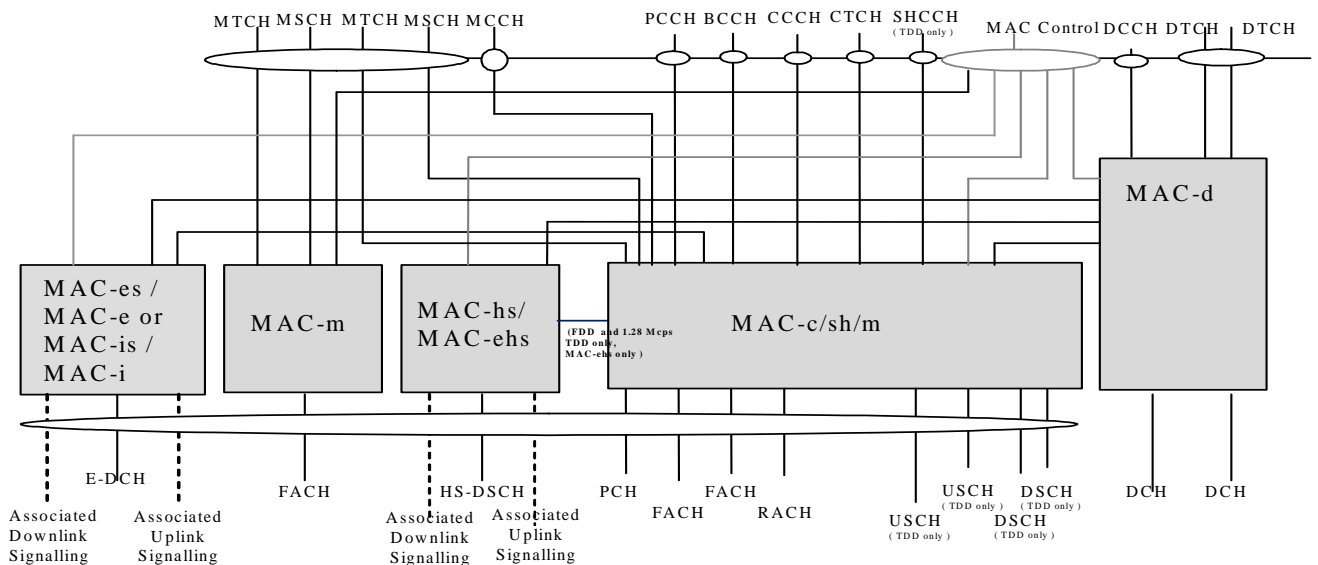 MTCH MSCH MTCH MSCH MCCH PCCH BCCH CCCH CTCH SHCCH MAC Control DCCH DTCH DTCH
( TDD only )
MAC-d
MAC-es /
MAC-e or
MAC-is /
MAC-i
MAC-m
MAC-hs/
MAC-ehs
(FDD and 1.28 Mcps
TDD only,
MAC-ehs only )
MAC-c/sh/m
E-DCH
FACH
HS-DSCH
PCH
FACH
FACH
RACH
USCH
( TDD only )
USCH
( TDD only )
DSCH
( TDD only )
DSCH
( TDD only )
DCH
DCH
Associated
Downlink
Signalling
Associated
Uplink
Signalling
Associated
Downlink
Signalling
Associated
Uplink
Signalling